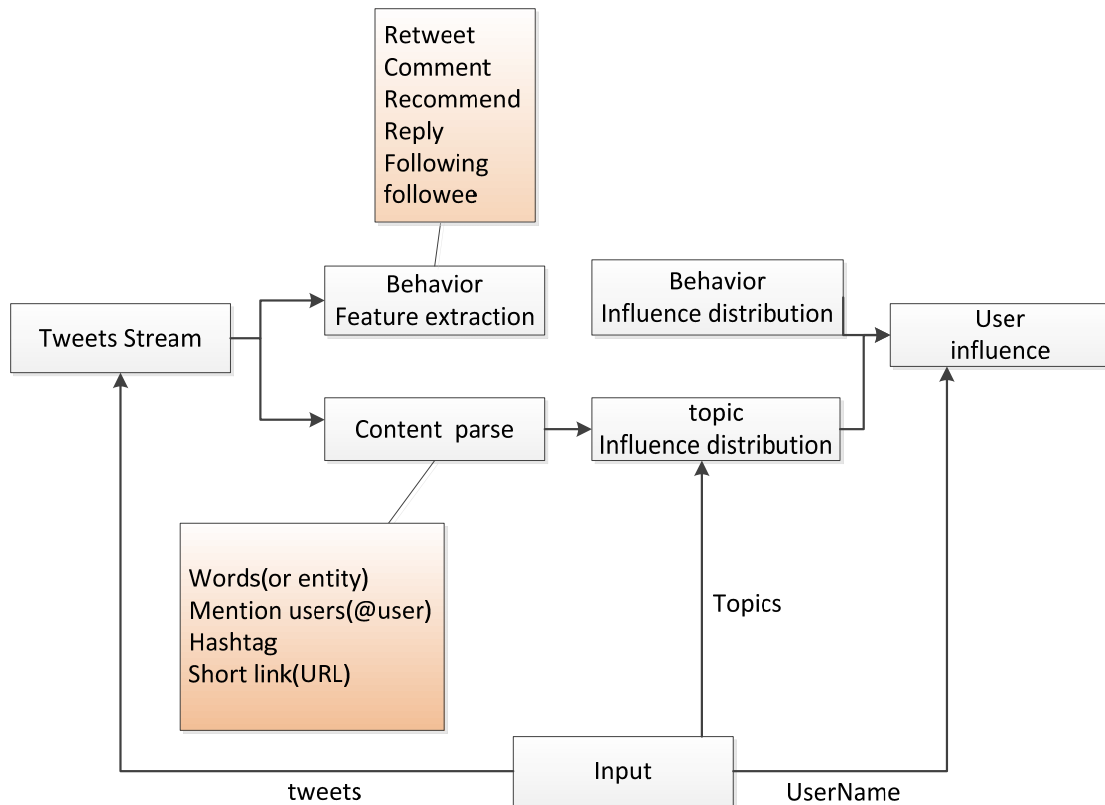 Retweet
Comment
Recommend
Reply
Following
followee
Behavior
Feature extraction
Behavior
Influence distribution
Tweets Stream
User
influence
Content parse
topic
Influence distribution
Words(or entity)
Mention users(@user)
Hashtag
Short link(URL)
Topics
Input
tweets
UserName